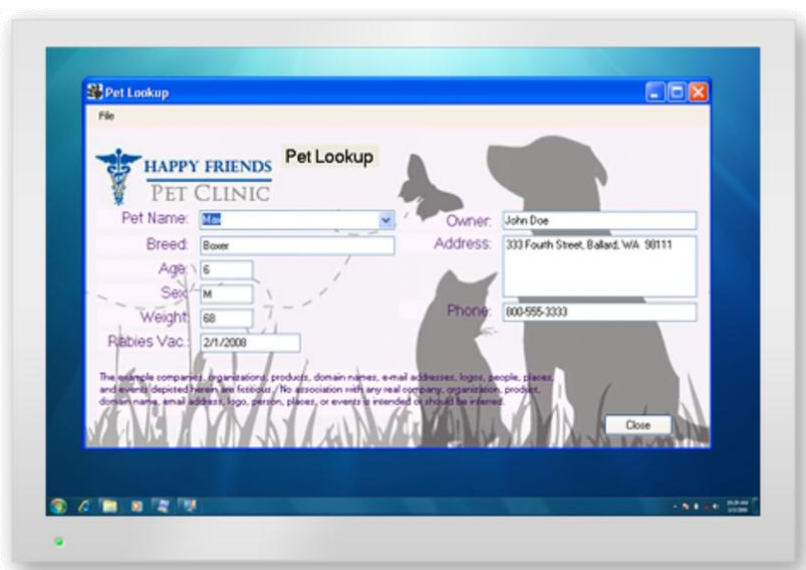 Pet Lookup
File
HAPPY FRIENDS
PET CLINIC
Pet Lookup
Pet Name: Max
Breed: Boxer
Age: 6
Sex: M
Weight: 68
Rabies Vac.: 2/1/2008
Owner: John Doe
Address: 333 Fourth Street, Ballard, WA 98111
Phone: 800-555-3333
The example companies, organizations, products, domain names, e-mail addresses, logos, people, places,
and events depicted herein are fictitious. No association with any real company, organization, product,
domain name, email address, logo, person, places, or events is intended or should be inferred.
Close